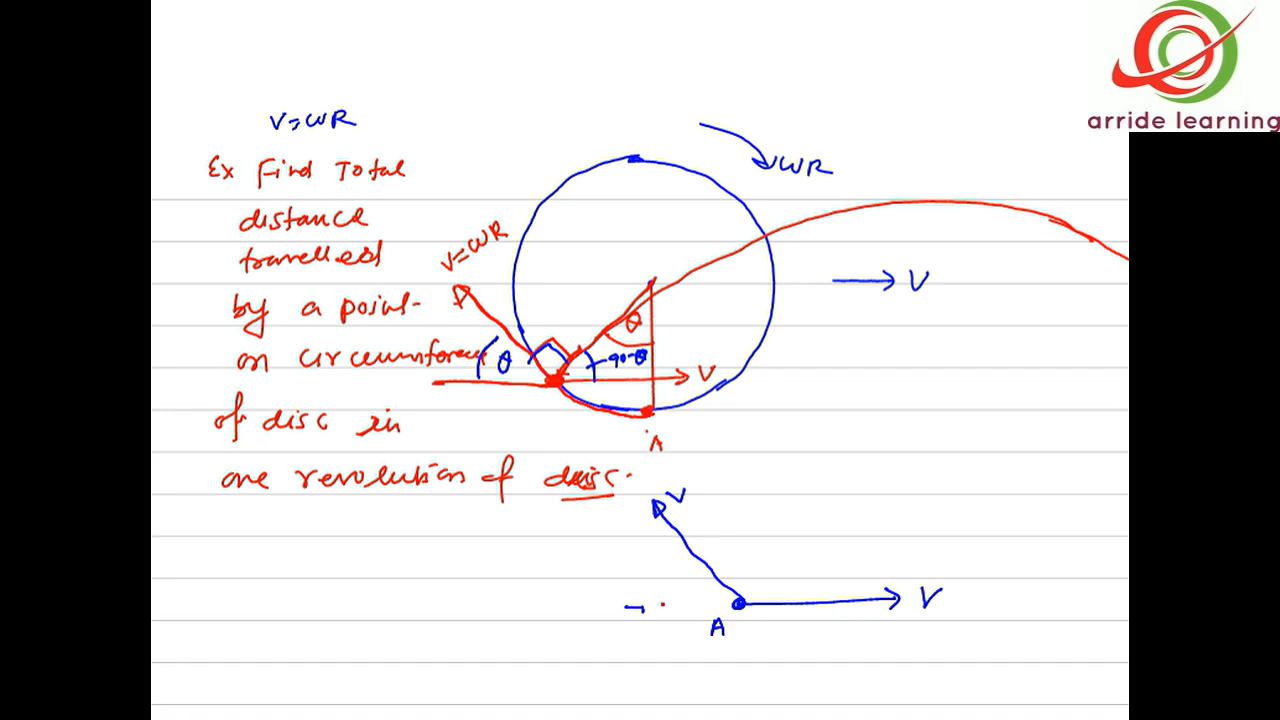 arride learning
V=ωR
Ex Find Total
distance
travelled
by a point
on circumference
of disc in
one revolution of disc.
ωR
V
V=ωR
θ
θ
90-θ
V
A
V
V
A